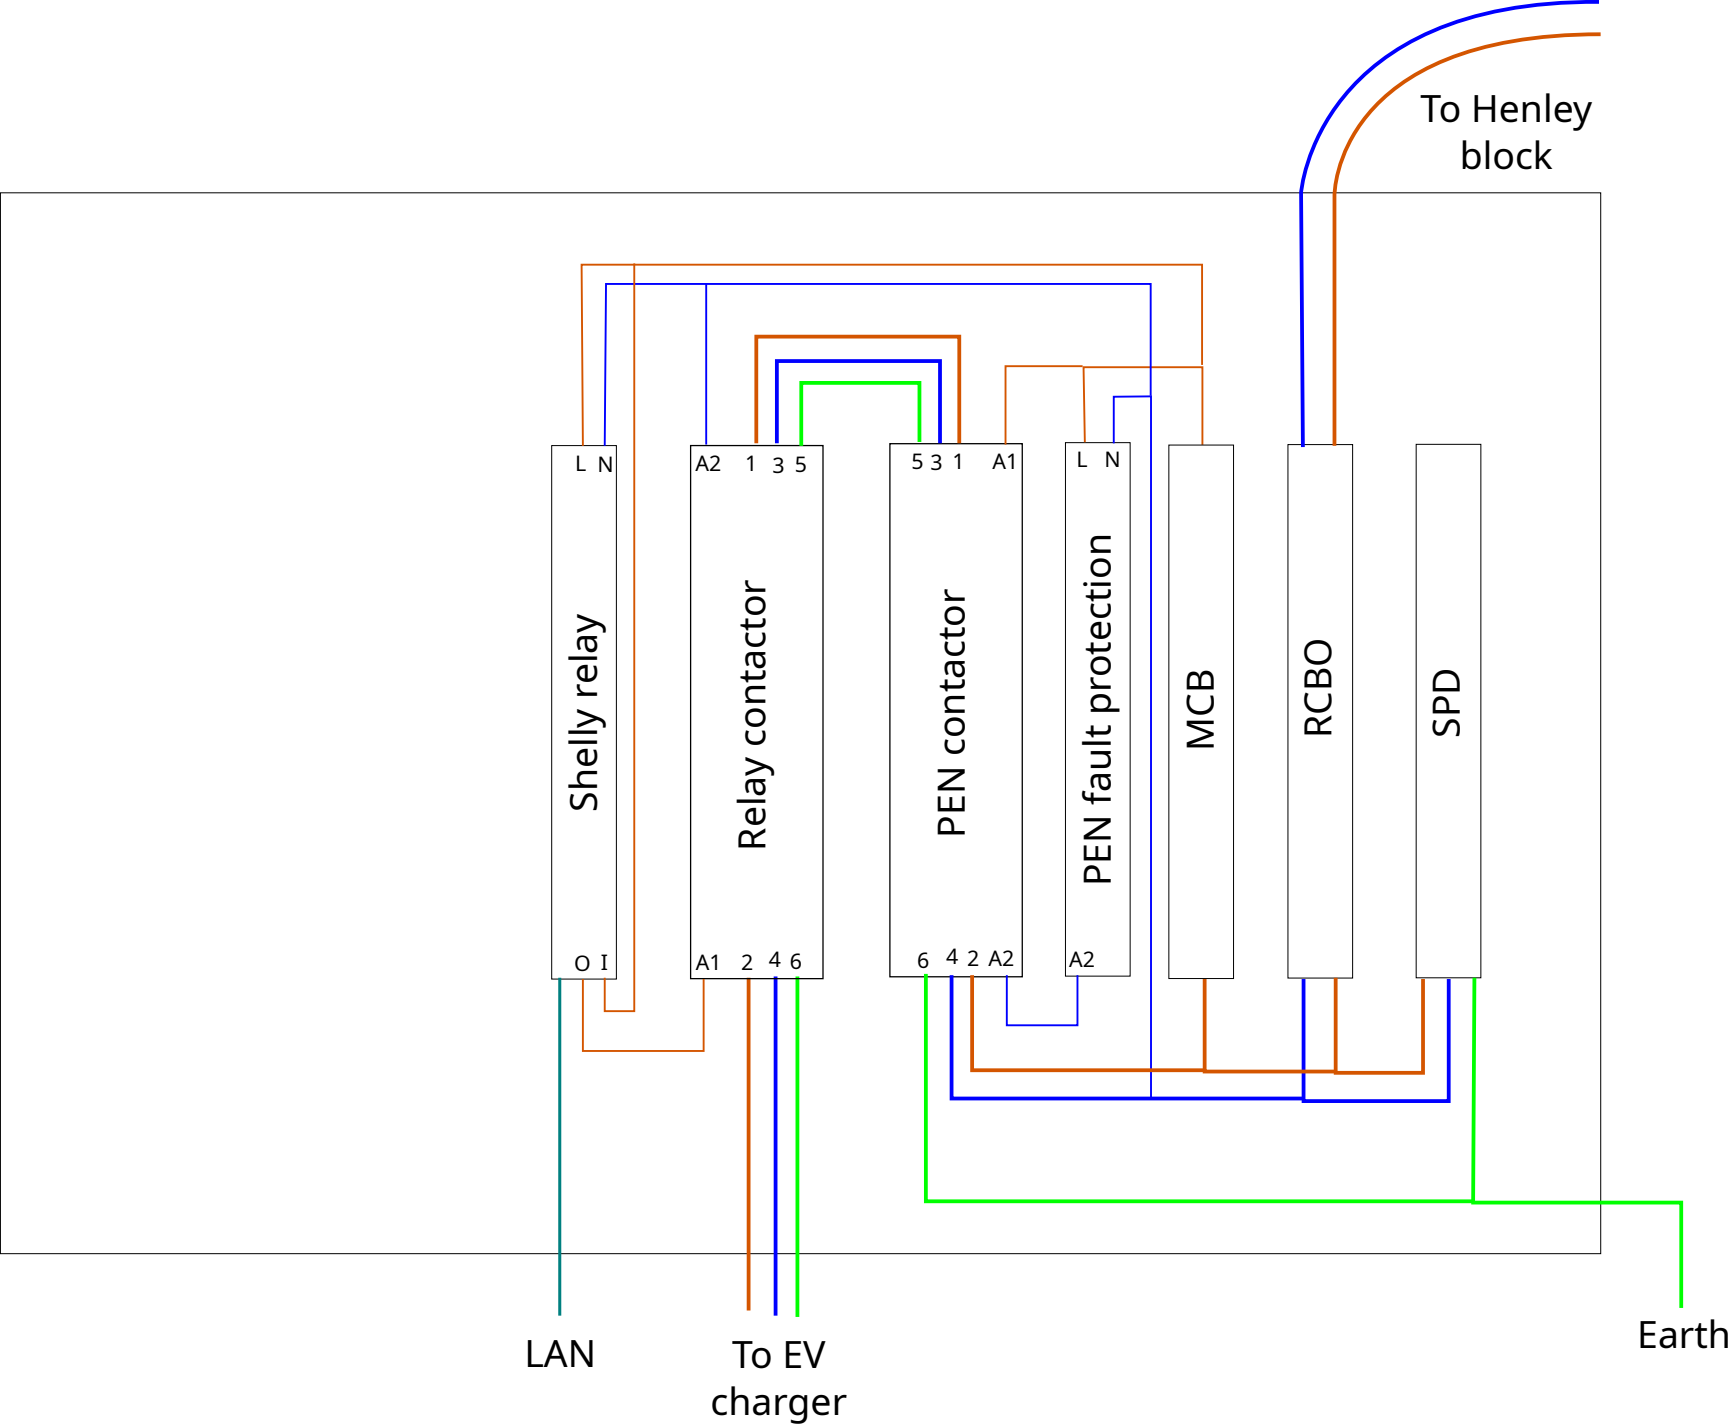 To Henley
block
L N
A2 1 3 5
5 3 1 A1
L N
Shelly relay
Relay contactor
PEN contactor
PEN fault protection
MCB
RCBO
SPD
O I
A1 2 4 6
6 4 2 A2
A2
LAN
To EV
charger
Earth